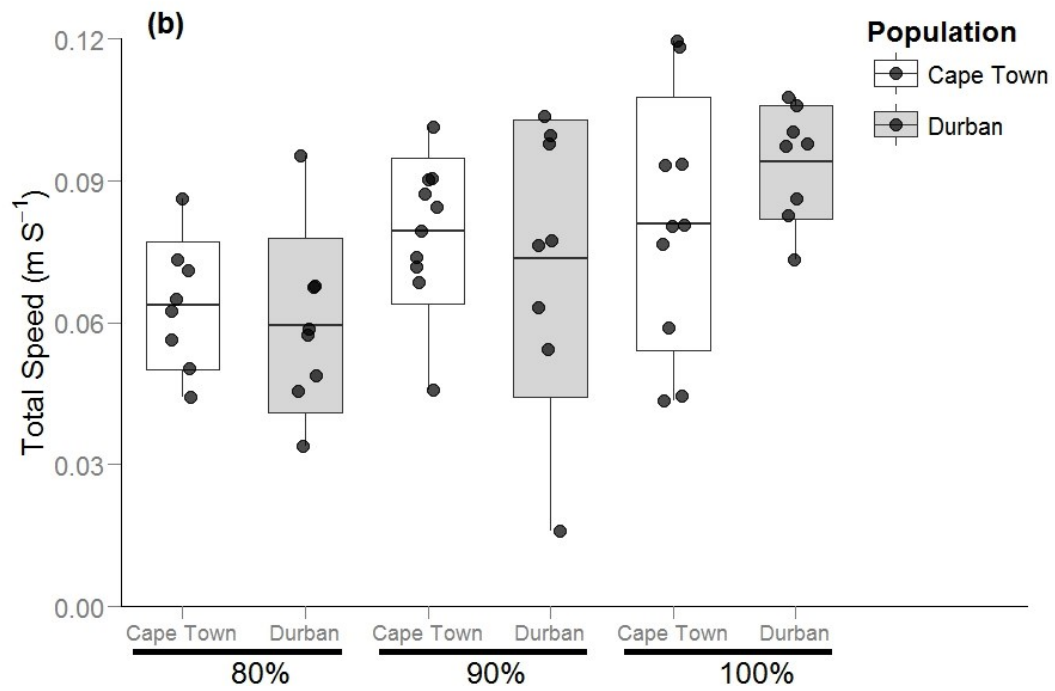 (b)
Population
Cape Town
Durban
Total Speed (m S⁻¹)
0.12
0.09
0.06
0.03
0.00
Cape Town Durban Cape Town Durban Cape Town Durban
80% 90% 100%